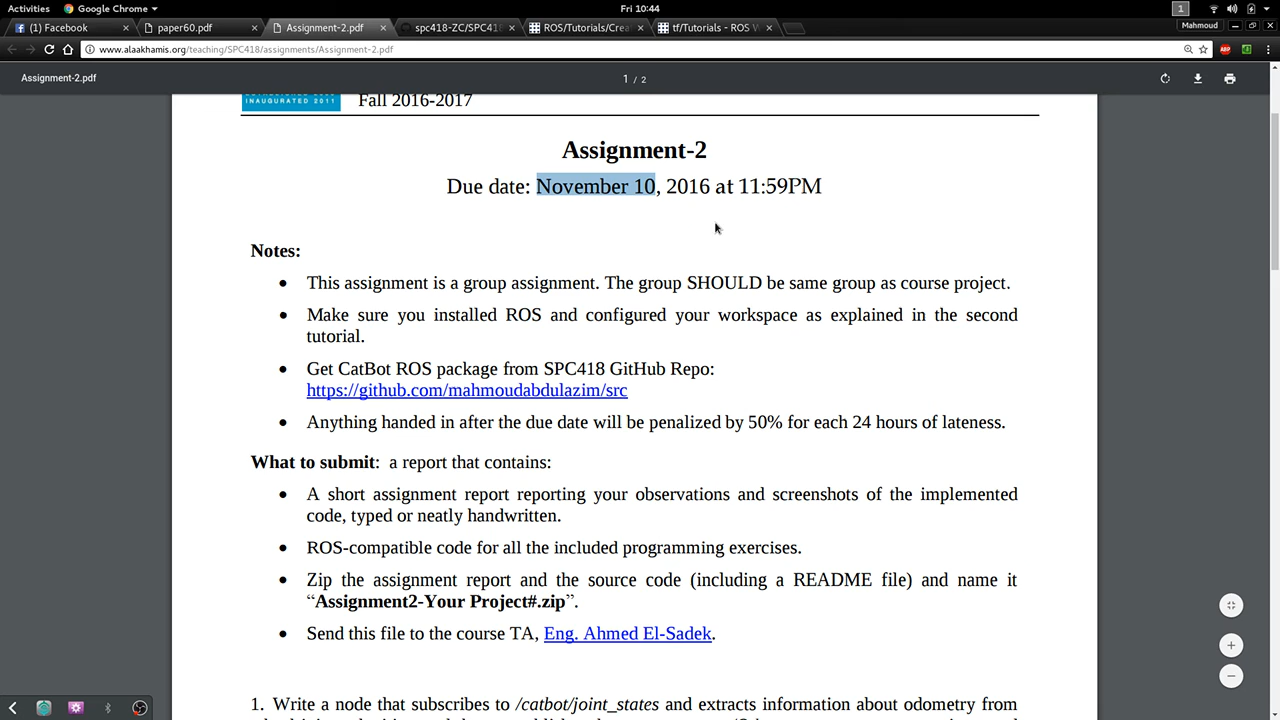 Activities Google Chrome Fri 10:44 1
(1) Facebook paper60.pdf Assignment-2.pdf spc418-ZC/SPC418 ROS/Tutorials/Crea tf/Tutorials - ROS W Mahmoud
www.alaakhamis.org/teaching/SPC418/assignments/Assignment-2.pdf
Assignment-2.pdf 1 / 2
INAUGURATED 2011 Fall 2016-2017
Assignment-2
Due date: November 10, 2016 at 11:59PM
Notes:
• This assignment is a group assignment. The group SHOULD be same group as course project.
• Make sure you installed ROS and configured your workspace as explained in the second
tutorial.
• Get CatBot ROS package from SPC418 GitHub Repo:
https://github.com/mahmoudabdulazim/src
• Anything handed in after the due date will be penalized by 50% for each 24 hours of lateness.
What to submit: a report that contains:
• A short assignment report reporting your observations and screenshots of the implemented
code, typed or neatly handwritten.
• ROS-compatible code for all the included programming exercises.
• Zip the assignment report and the source code (including a README file) and name it
“Assignment2-Your Project#.zip”.
• Send this file to the course TA, Eng. Ahmed El-Sadek.
1. Write a node that subscribes to /catbot/joint_states and extracts information about odometry from